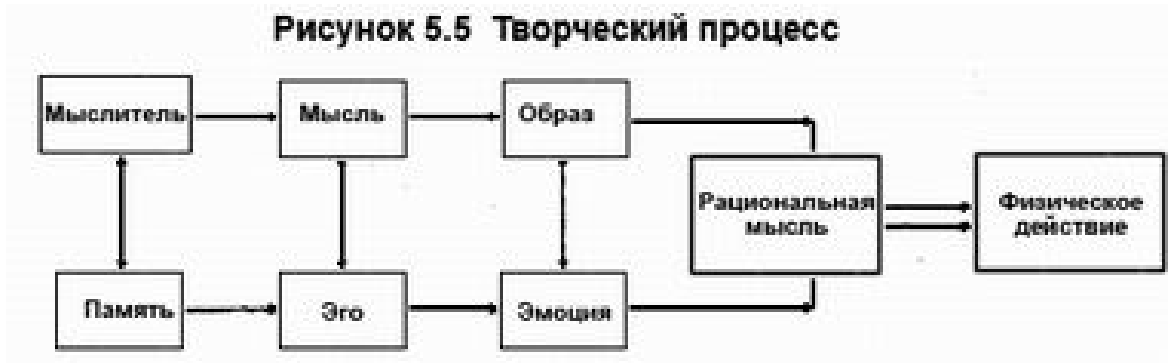 Рисунок 5.5 Творческий процесс
Мыслитель
Мысль
Образ
Рациональная
мысль
Физическое
действие
Память
Эго
Эмоция